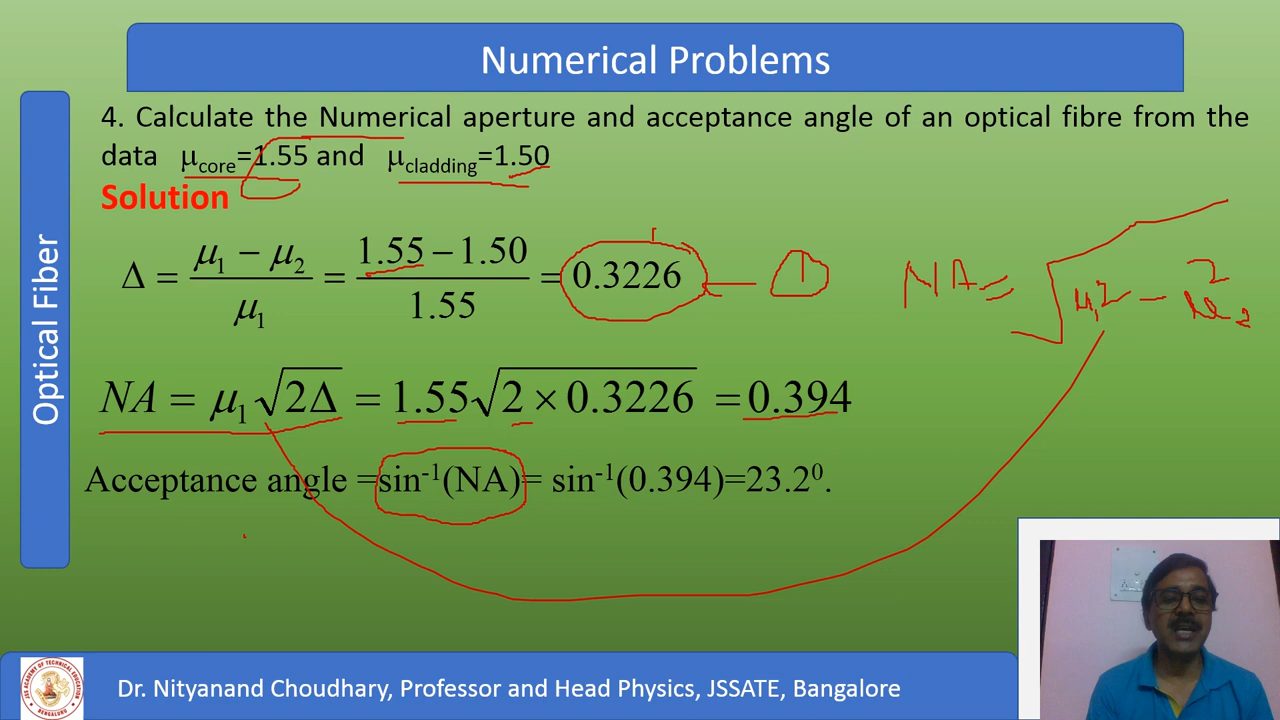 Numerical Problems
Optical Fiber
4. Calculate the Numerical aperture and acceptance angle of an optical fibre from the
data μcore=1.55 and μcladding=1.50
Solution
Δ = (μ₁ − μ₂)/μ₁ = (1.55 − 1.50)/1.55 = 0.3226 — 1
NA = √(μ₁² − μ₂²)
NA = μ₁√2Δ = 1.55√2 × 0.3226 = 0.394
Acceptance angle =sin⁻¹(NA)= sin⁻¹(0.394)=23.2⁰.
Dr. Nityanand Choudhary, Professor and Head Physics, JSSATE, Bangalore